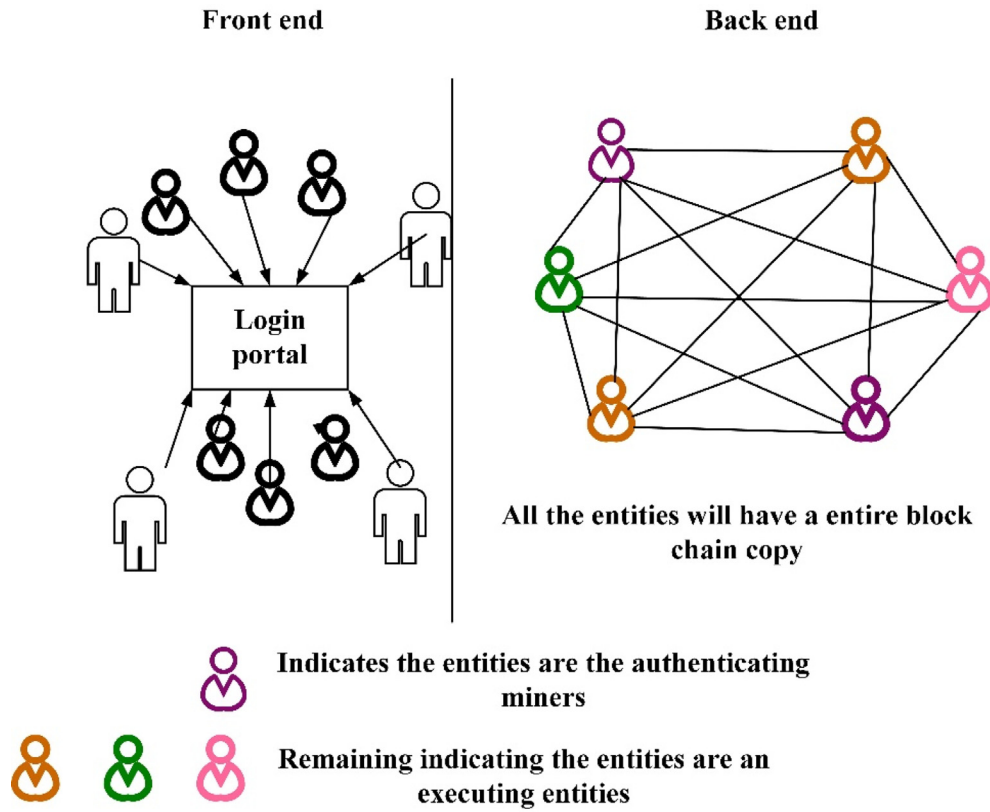 Front end
Back end
Login
portal
All the entities will have a entire block
chain copy
Indicates the entities are the authenticating
miners
Remaining indicating the entities are an
executing entities